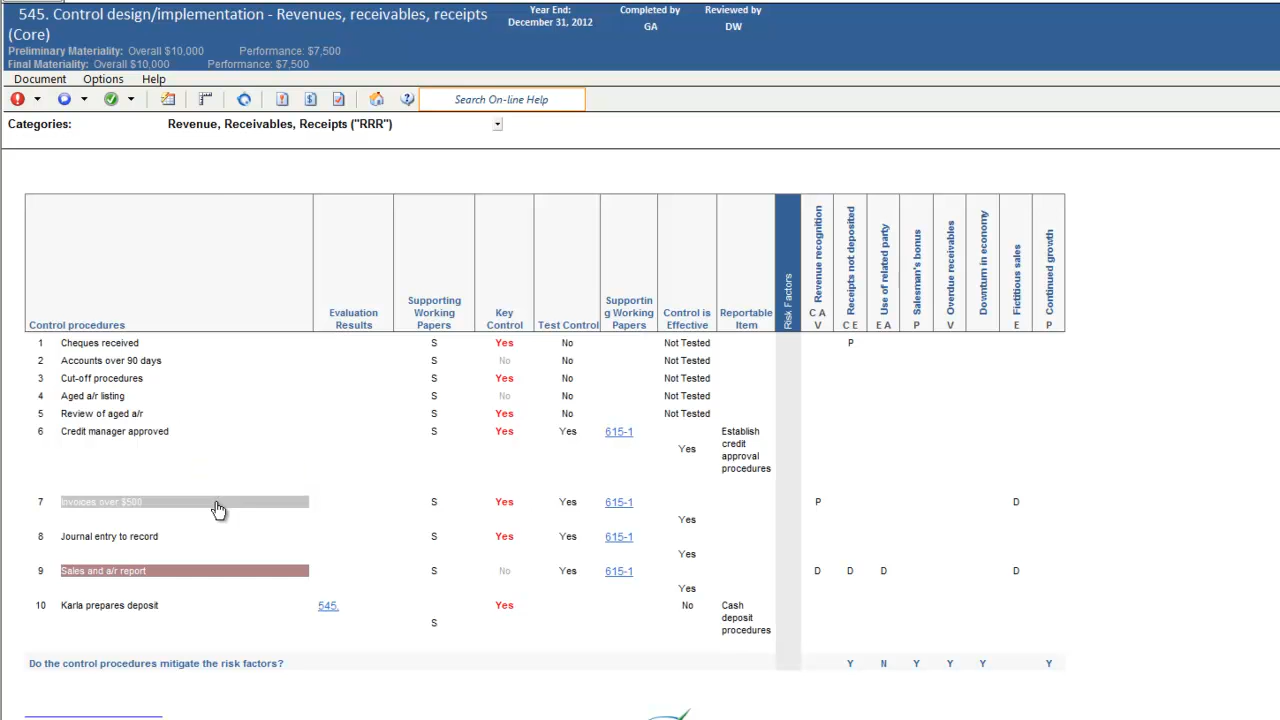 545. Control design/implementation - Revenues, receivables, receipts
(Core)
Year End:
December 31, 2012
Completed by
GA
Reviewed by
DW
Preliminary Materiality: Overall $10,000 Performance: $7,500
Final Materiality: Overall $10,000 Performance: $7,500
Document Options Help
Search On-line Help
Categories: Revenue, Receivables, Receipts ("RRR")
Control procedures
Evaluation
Results
Supporting
Working
Papers
Key
Control
Test Control
Supportin
g Working
Papers
Control is
Effective
Reportable
Item
Risk Factors
Revenue recognition
C A
V
Receipts not deposited
C E
Use of related party
E A
Salesman's bonus
P
Overdue receivables
V
Downturn in economy
Fictitious sales
E
Continued growth
P
1 Cheques received S Yes No Not Tested P
2 Accounts over 90 days S No No Not Tested
3 Cut-off procedures S Yes No Not Tested
4 Aged a/r listing S No No Not Tested
5 Review of aged a/r S Yes No Not Tested
6 Credit manager approved S Yes Yes 615-1 Yes
Establish
credit
approval
procedures
7 Invoices over $500 S Yes Yes 615-1 Yes P D
8 Journal entry to record S Yes Yes 615-1 Yes
9 Sales and a/r report S No Yes 615-1 Yes D D D D
10 Karla prepares deposit 545. S Yes No
Cash
deposit
procedures
Do the control procedures mitigate the risk factors? Y N Y Y Y Y